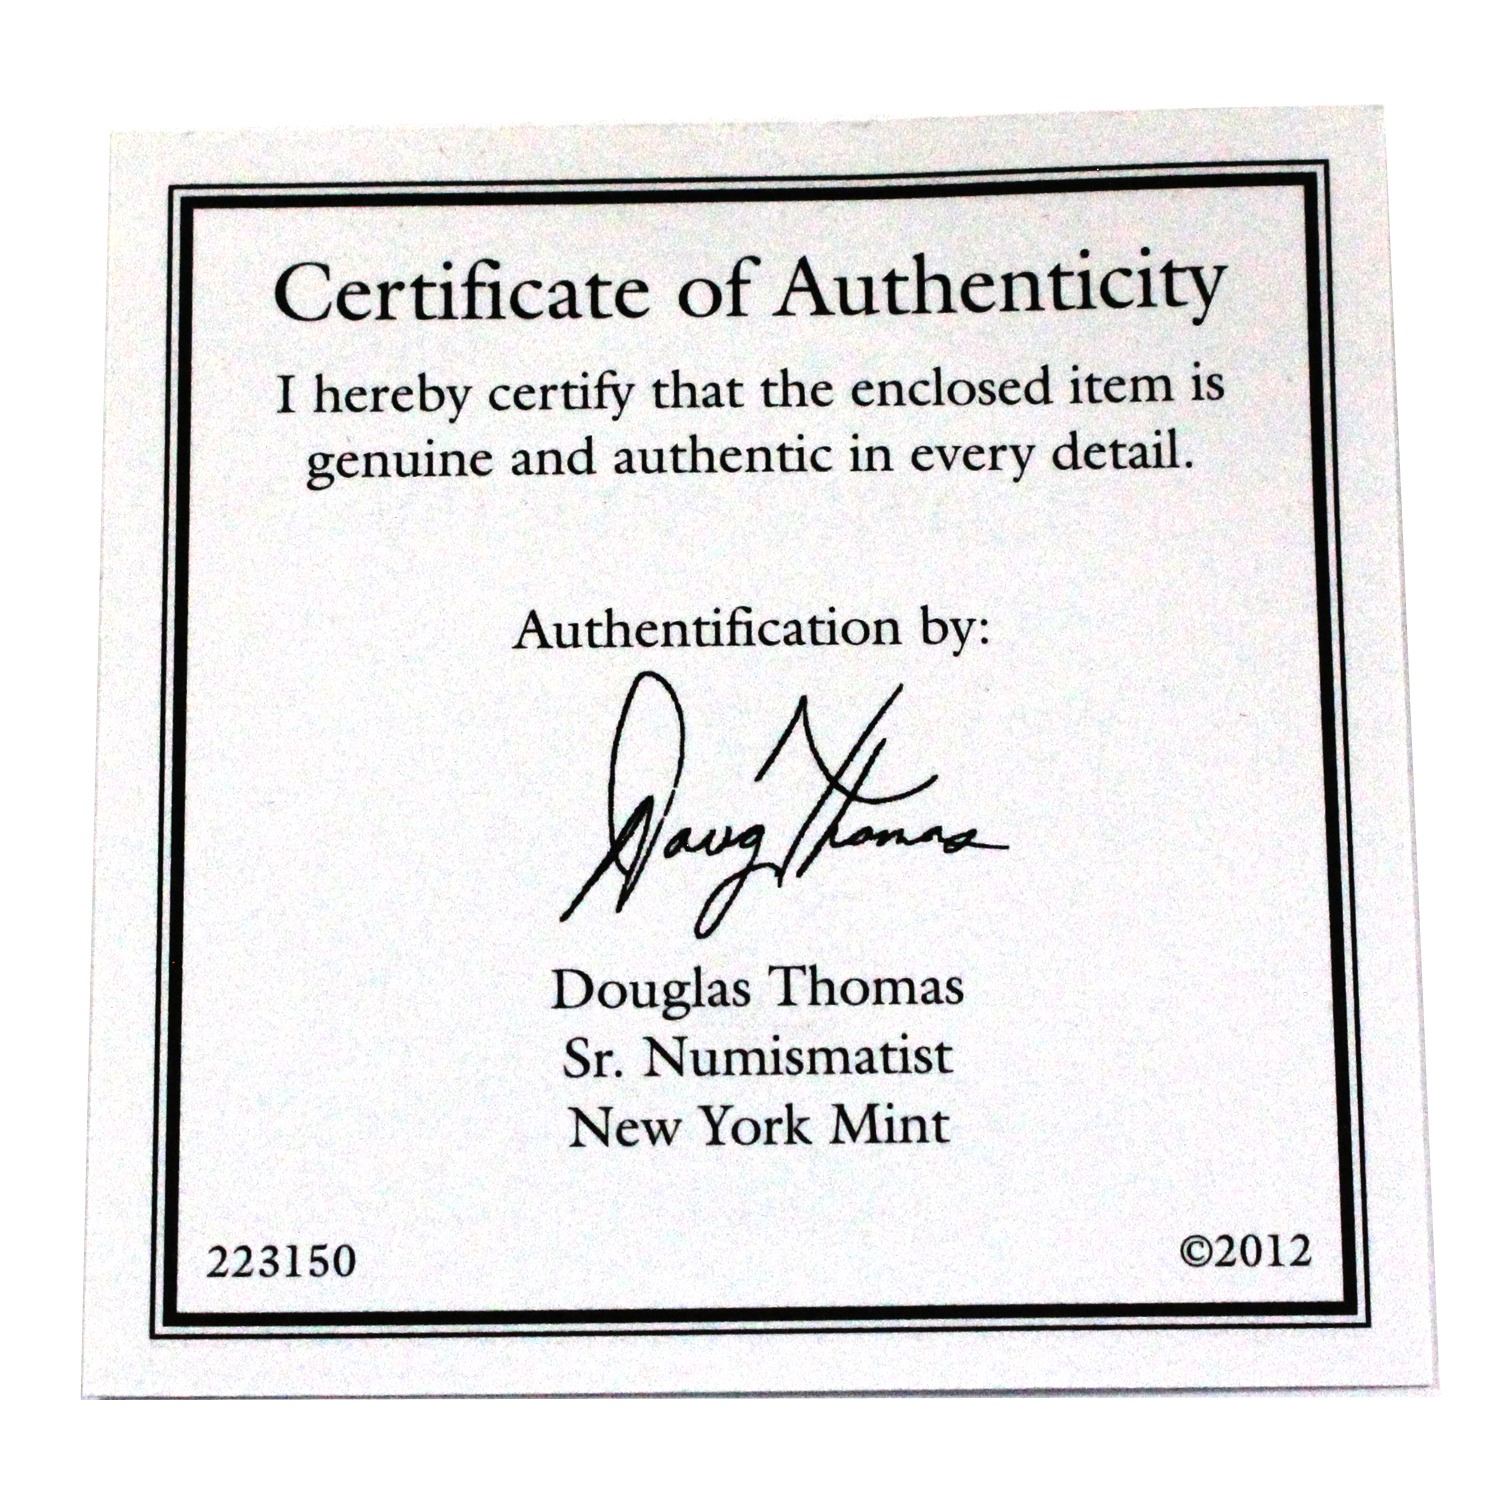 Certificate of Authenticity
I hereby certify that the enclosed item is
genuine and authentic in every detail.
Authentification by:
Doug Thomas
Douglas Thomas
Sr. Numismatist
New York Mint
223150
©2012